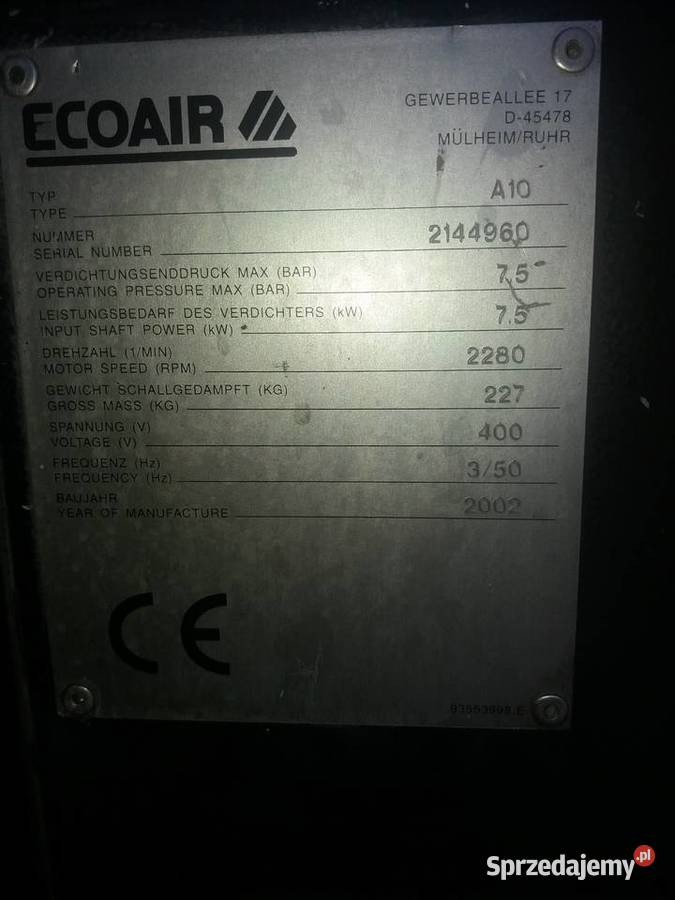 ECOAIR
GEWERBEALLEE 17
D-45478
MÜLHEIM/RUHR
TYP
TYPE
A10
NUMMER
SERIAL NUMBER
2144960
VERDICHTUNGSENDDRUCK MAX (BAR)
OPERATING PRESSURE MAX (BAR)
7,5
LEISTUNGSBEDARF DES VERDICHTERS (kW)
INPUT SHAFT POWER (kW)
7.5
DREHZAHL (1/MIN)
MOTOR SPEED (RPM)
2280
GEWICHT SCHALLGEDÄMPFT (KG)
GROSS MASS (KG)
227
SPANNUNG (V)
VOLTAGE (V)
400
FREQUENZ (Hz)
FREQUENCY (Hz)
3/50
BAUJAHR
YEAR OF MANUFACTURE
2002
CE
Sprzedajemy.pl